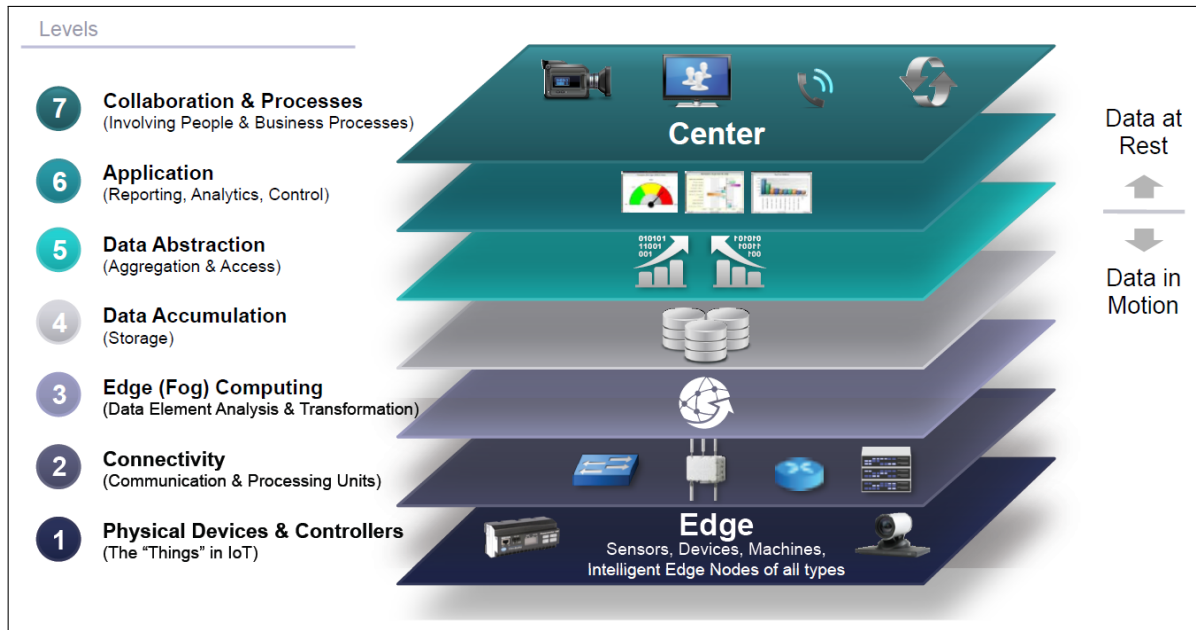 Levels
7
Collaboration & Processes
(Involving People & Business Processes)
6
Application
(Reporting, Analytics, Control)
5
Data Abstraction
(Aggregation & Access)
4
Data Accumulation
(Storage)
3
Edge (Fog) Computing
(Data Element Analysis & Transformation)
2
Connectivity
(Communication & Processing Units)
1
Physical Devices & Controllers
(The “Things” in IoT)
Center
010101
11001
001
Edge
Sensors, Devices, Machines,
Intelligent Edge Nodes of all types
Data at
Rest
Data in
Motion